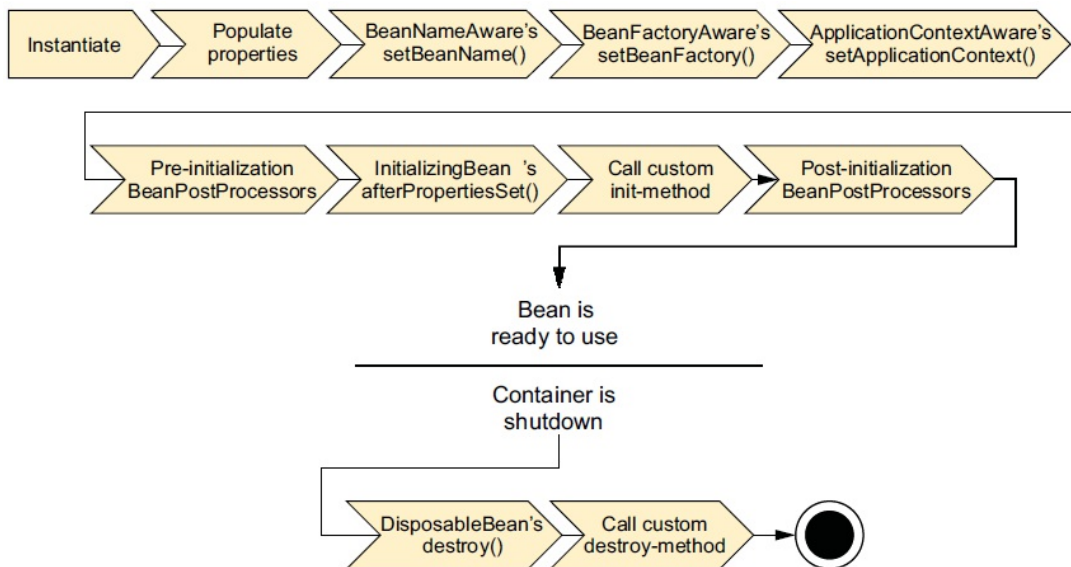 Instantiate
Populate
properties
BeanNameAware's
setBeanName()
BeanFactoryAware's
setBeanFactory()
ApplicationContextAware's
setApplicationContext()
Pre-initialization
BeanPostProcessors
InitializingBean 's
afterPropertiesSet()
Call custom
init-method
Post-initialization
BeanPostProcessors
Bean is
ready to use
Container is
shutdown
DisposableBean's
destroy()
Call custom
destroy-method